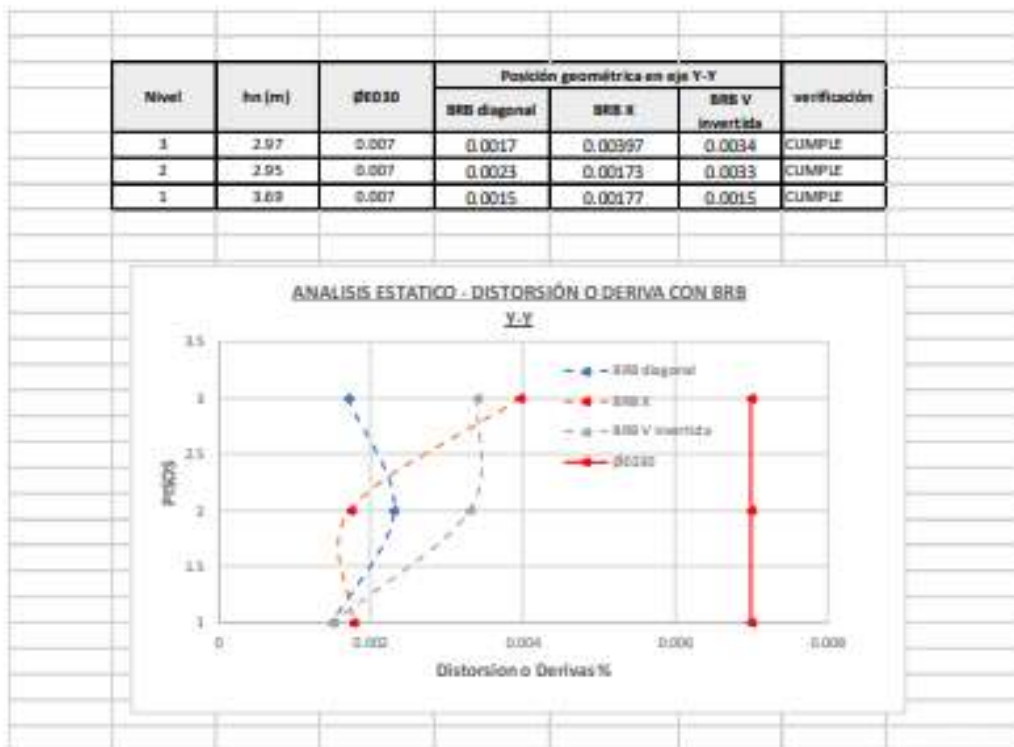 Nivel hn (m) ØE030 Posición geométrica en eje Y-Y verificación
BRB diagonal BRB X BRB V invertida
3 2.97 0.007 0.0017 0.00397 0.0034 CUMPLE
2 2.95 0.007 0.0023 0.00173 0.0033 CUMPLE
1 3.69 0.007 0.0015 0.00177 0.0015 CUMPLE
ANALISIS ESTATICO - DISTORSIÓN O DERIVA CON BRB
Y-Y
3.5
3
2.5
2
1.5
1
PISOS
BRB diagonal
BRB X
BRB V invertida
ØE030
0 0.002 0.004 0.006 0.008
Distorsion o Derivas %